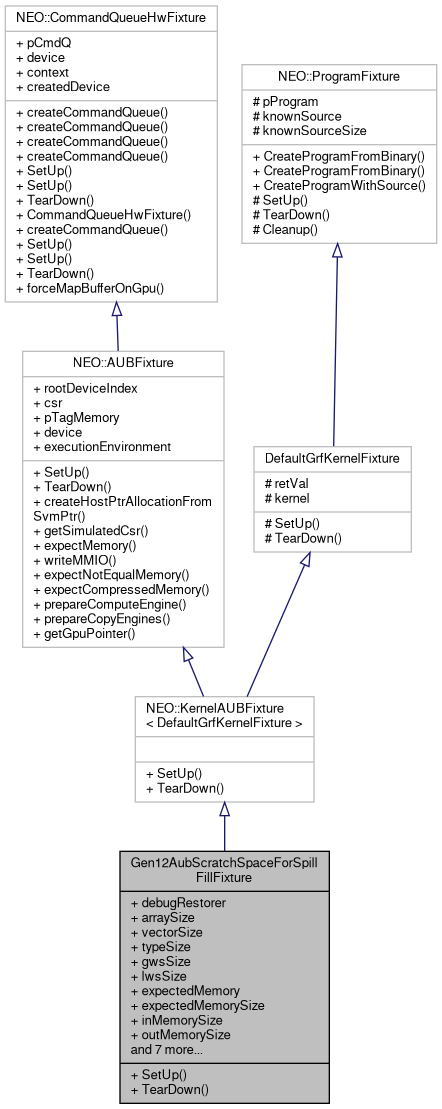 NEO::CommandQueueHwFixture
+ pCmdQ
+ device
+ context
+ createdDevice
+ createCommandQueue()
+ createCommandQueue()
+ createCommandQueue()
+ createCommandQueue()
+ SetUp()
+ SetUp()
+ TearDown()
+ CommandQueueHwFixture()
+ createCommandQueue()
+ SetUp()
+ SetUp()
+ TearDown()
+ forceMapBufferOnGpu()
NEO::ProgramFixture
# pProgram
# knownSource
# knownSourceSize
+ CreateProgramFromBinary()
+ CreateProgramFromBinary()
+ CreateProgramWithSource()
# SetUp()
# TearDown()
# Cleanup()
NEO::AUBFixture
+ rootDeviceIndex
+ csr
+ pTagMemory
+ device
+ executionEnvironment
+ SetUp()
+ TearDown()
+ createHostPtrAllocationFrom
SvmPtr()
+ getSimulatedCsr()
+ expectMemory()
+ writeMMIO()
+ expectNotEqualMemory()
+ expectCompressedMemory()
+ prepareComputeEngine()
+ prepareCopyEngines()
+ getGpuPointer()
DefaultGrfKernelFixture
# retVal
# kernel
# SetUp()
# TearDown()
NEO::KernelAUBFixture
< DefaultGrfKernelFixture >
+ SetUp()
+ TearDown()
Gen12AubScratchSpaceForSpill
FillFixture
+ debugRestorer
+ arraySize
+ vectorSize
+ typeSize
+ gwsSize
+ lwsSize
+ expectedMemory
+ expectedMemorySize
+ inMemorySize
+ outMemorySize
and 7 more...
+ SetUp()
+ TearDown()